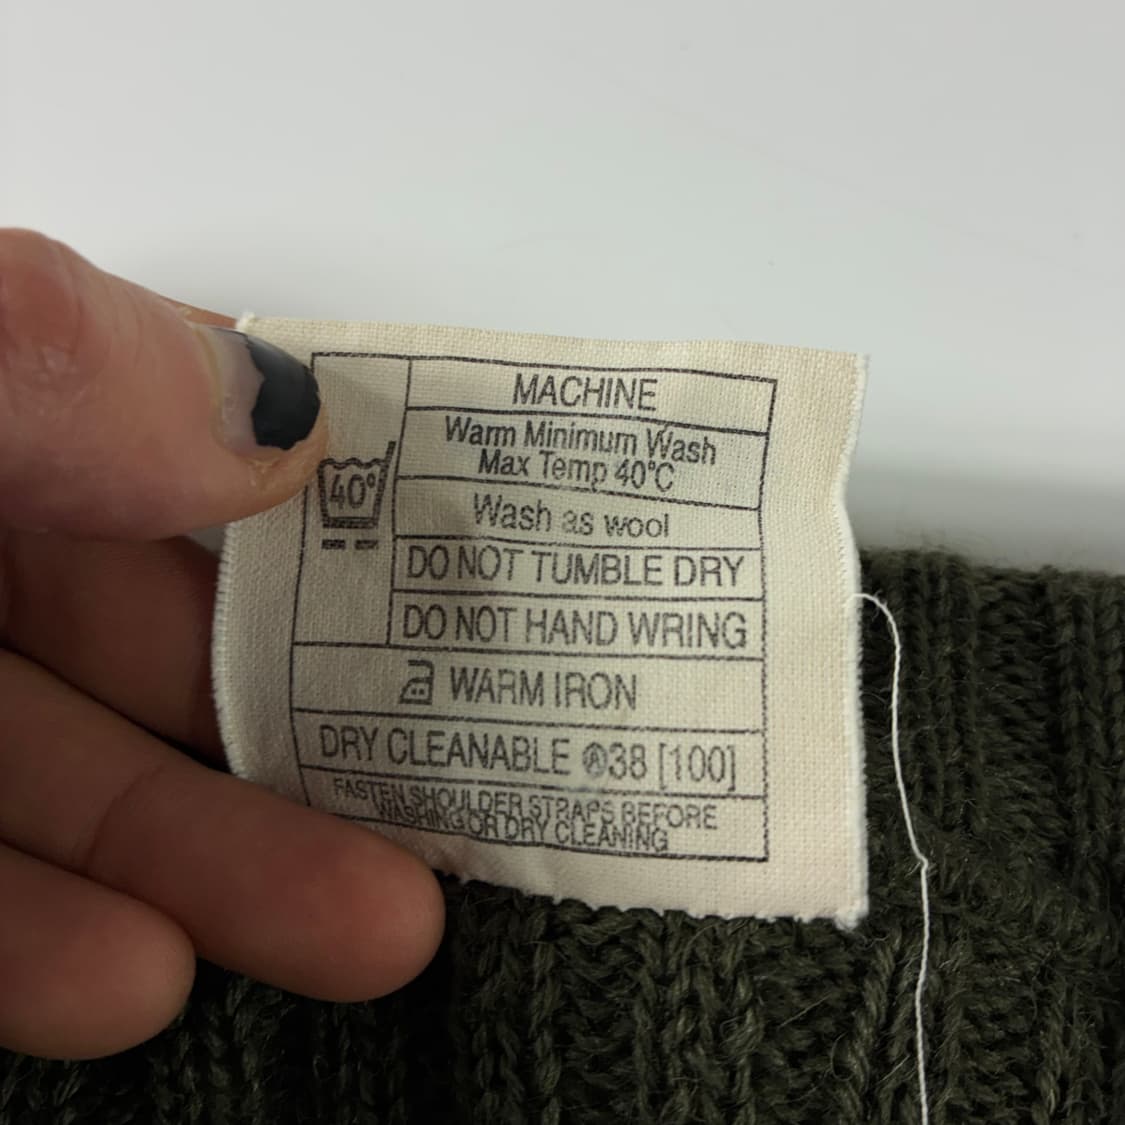 40°
MACHINE
Warm Minimum Wash
Max Temp 40°C
Wash as wool
DO NOT TUMBLE DRY
DO NOT HAND WRING
WARM IRON
DRY CLEANABLE Ⓐ38 [100]
FASTEN SHOULDER STRAPS BEFORE
WASHING OR DRY CLEANING